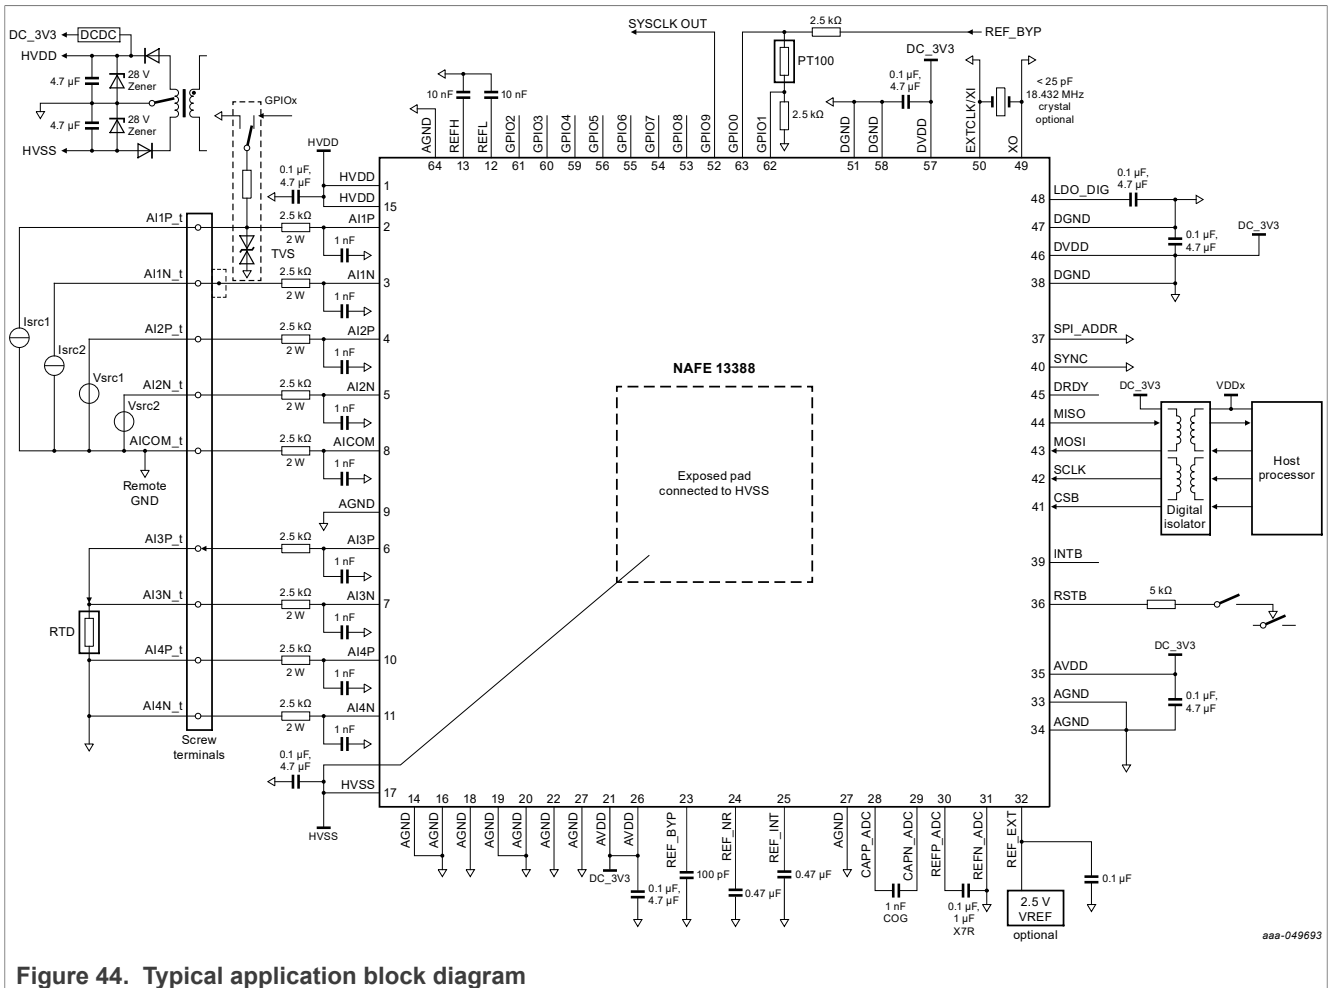 SYSCLK OUT
2.5 kΩ
REF_BYP
DC_3V3
DCDC
HVDD
4.7 µF
28 V
Zener
4.7 µF
28 V
Zener
HVSS
GPIOx
PT100
2.5 kΩ
DC_3V3
0.1 µF,
4.7 µF
< 25 pF
18.432 MHz
crystal
optional
10 nF
10 nF
AGND
REFH
REFL
GPIO2
GPIO3
GPIO4
GPIO5
GPIO6
GPIO7
GPIO8
GPIO9
GPIO0
GPIO1
DGND
DGND
DVDD
EXTCLK/XI
XO
64
13
12
61
60
59
56
55
54
53
52
63
62
51
58
57
50
49
HVDD
0.1 µF,
4.7 µF
HVDD
1
HVDD
15
AI1P_t
2.5 kΩ
2 W
AI1P
2
1 nF
TVS
AI1N_t
2.5 kΩ
2 W
AI1N
3
1 nF
AI2P_t
2.5 kΩ
2 W
AI2P
4
1 nF
AI2N_t
2.5 kΩ
2 W
AI2N
5
1 nF
AICOM_t
2.5 kΩ
2 W
AICOM
8
1 nF
Isrc1
Isrc2
Vsrc1
Vsrc2
Remote
GND
AGND
9
AI3P_t
2.5 kΩ
AI3P
6
1 nF
AI3N_t
2.5 kΩ
2 W
AI3N
7
1 nF
RTD
AI4P_t
2.5 kΩ
2 W
AI4P
10
1 nF
AI4N_t
2.5 kΩ
2 W
AI4N
11
1 nF
Screw
terminals
0.1 µF,
4.7 µF
HVSS
17
HVSS
NAFE 13388
Exposed pad
connected to HVSS
48
LDO_DIG
0.1 µF,
4.7 µF
47
DGND
0.1 µF,
4.7 µF
DC_3V3
46
DVDD
38
DGND
37
SPI_ADDR
40
SYNC
45
DRDY
DC_3V3
VDDx
44
MISO
43
MOSI
42
SCLK
41
CSB
Digital
isolator
Host
processor
39
INTB
36
RSTB
5 kΩ
DC_3V3
35
AVDD
33
AGND
0.1 µF,
4.7 µF
34
AGND
14
16
18
19
20
22
27
21
26
23
24
25
27
28
29
30
31
32
AGND
AGND
AGND
AGND
AGND
AGND
AGND
AVDD
AVDD
REF_BYP
REF_NR
REF_INT
AGND
CAPP_ADC
CAPN_ADC
REFP_ADC
REFN_ADC
REF_EXT
DC_3V3
0.1 µF,
4.7 µF
100 pF
0.47 µF
0.47 µF
1 nF
COG
0.1 µF,
1 µF
X7R
2.5 V
VREF
optional
0.1 µF
aaa-049693
Figure 44. Typical application block diagram